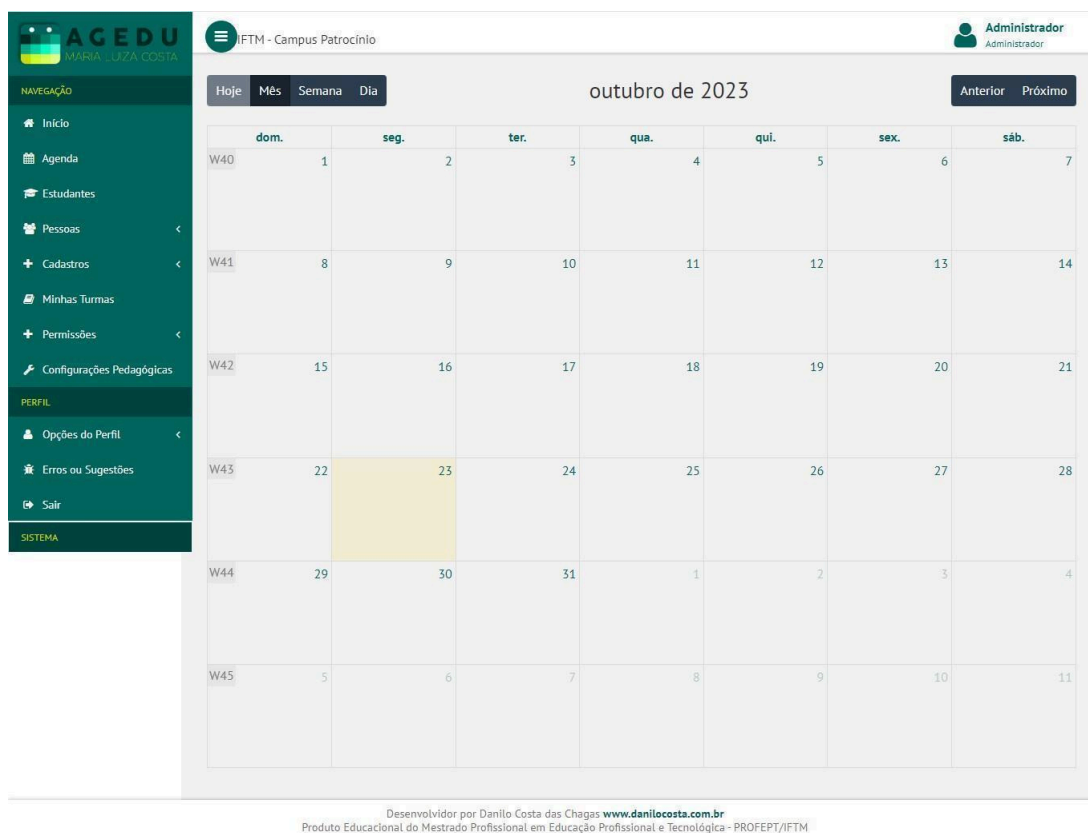 AGEDU
MARIA LUIZA COSTA
IFTM - Campus Patrocínio
Administrador
Administrador
NAVEGAÇÃO
Início
Agenda
Estudantes
Pessoas
Cadastros
Minhas Turmas
Permissões
Configurações Pedagógicas
PERFIL
Opções do Perfil
Erros ou Sugestões
Sair
SISTEMA
Hoje Mês Semana Dia
outubro de 2023
Anterior Próximo
dom. seg. ter. qua. qui. sex. sáb.
W40 1 2 3 4 5 6 7
W41 8 9 10 11 12 13 14
W42 15 16 17 18 19 20 21
W43 22 23 24 25 26 27 28
W44 29 30 31 1 2 3 4
W45 5 6 7 8 9 10 11
Desenvolvidor por Danilo Costa das Chagas www.danilocosta.com.br
Produto Educacional do Mestrado Profissional em Educação Profissional e Tecnológica - PROFEPT/IFTM